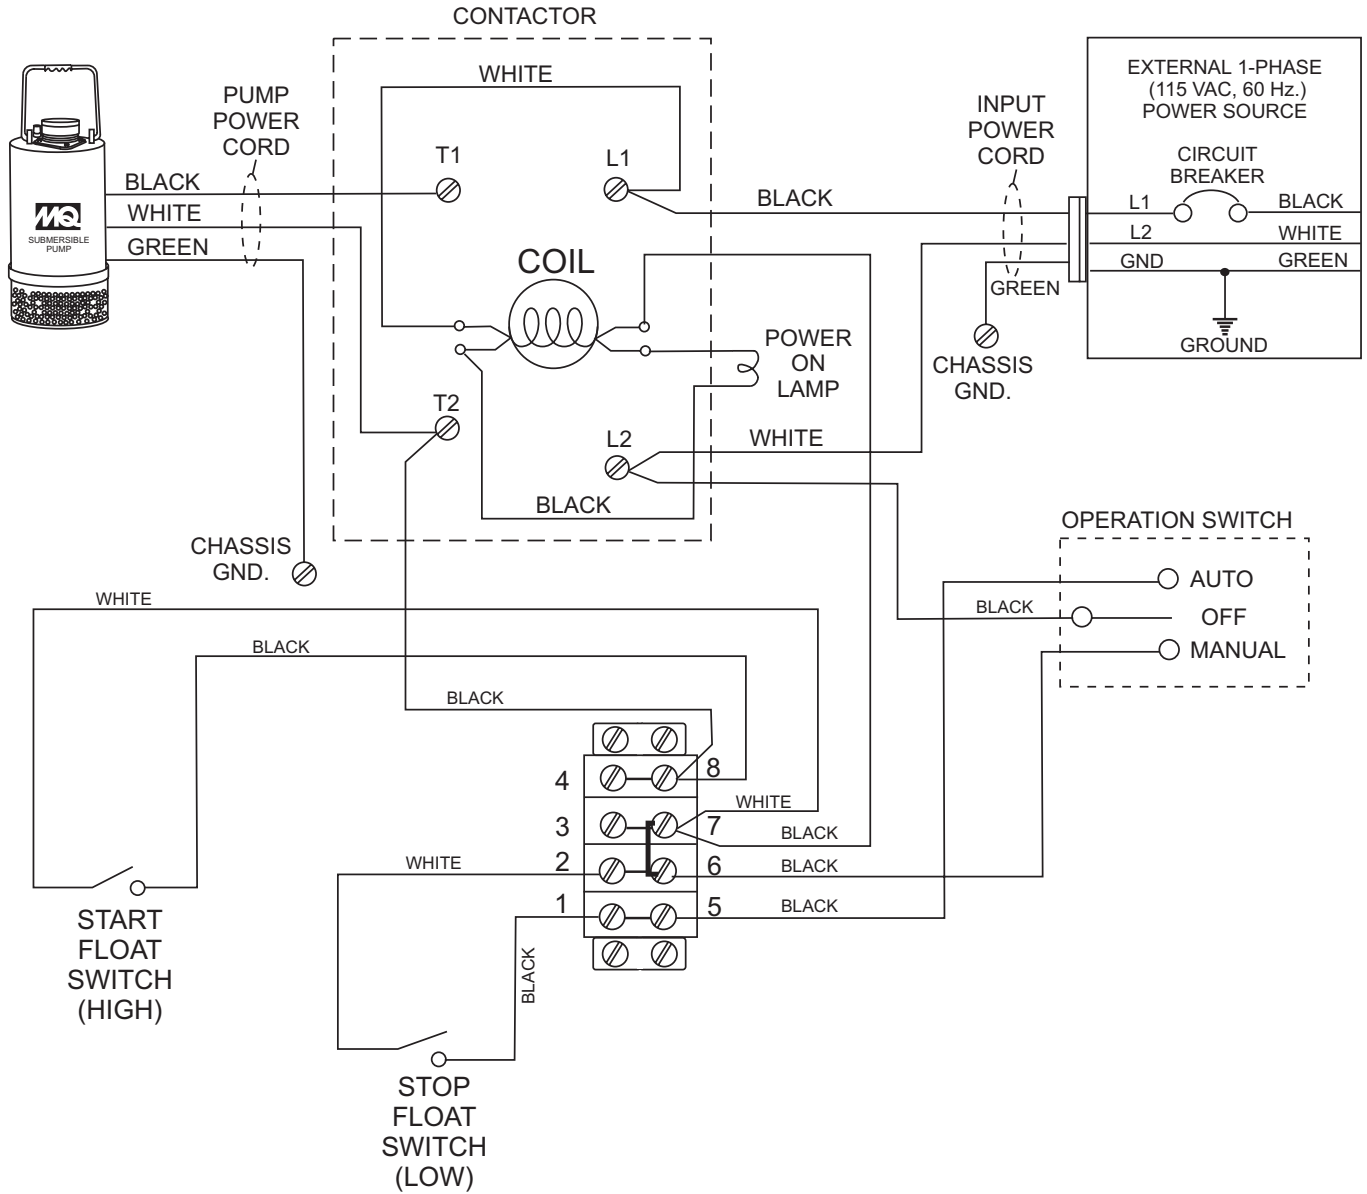 CONTACTOR
WHITE
PUMP
POWER
CORD
T1
L1
BLACK
WHITE
GREEN
MQ
SUBMERSIBLE
PUMP
COIL
BLACK
INPUT
POWER
CORD
GREEN
CHASSIS
GND.
EXTERNAL 1-PHASE
(115 VAC, 60 Hz.)
POWER SOURCE
CIRCUIT
BREAKER
L1
BLACK
L2
WHITE
GND
GREEN
GROUND
POWER
ON
LAMP
T2
L2
WHITE
BLACK
CHASSIS
GND.
OPERATION SWITCH
AUTO
BLACK
OFF
MANUAL
WHITE
BLACK
BLACK
4
8
WHITE
3
7
BLACK
WHITE
2
6
BLACK
1
5
BLACK
BLACK
START
FLOAT
SWITCH
(HIGH)
STOP
FLOAT
SWITCH
(LOW)